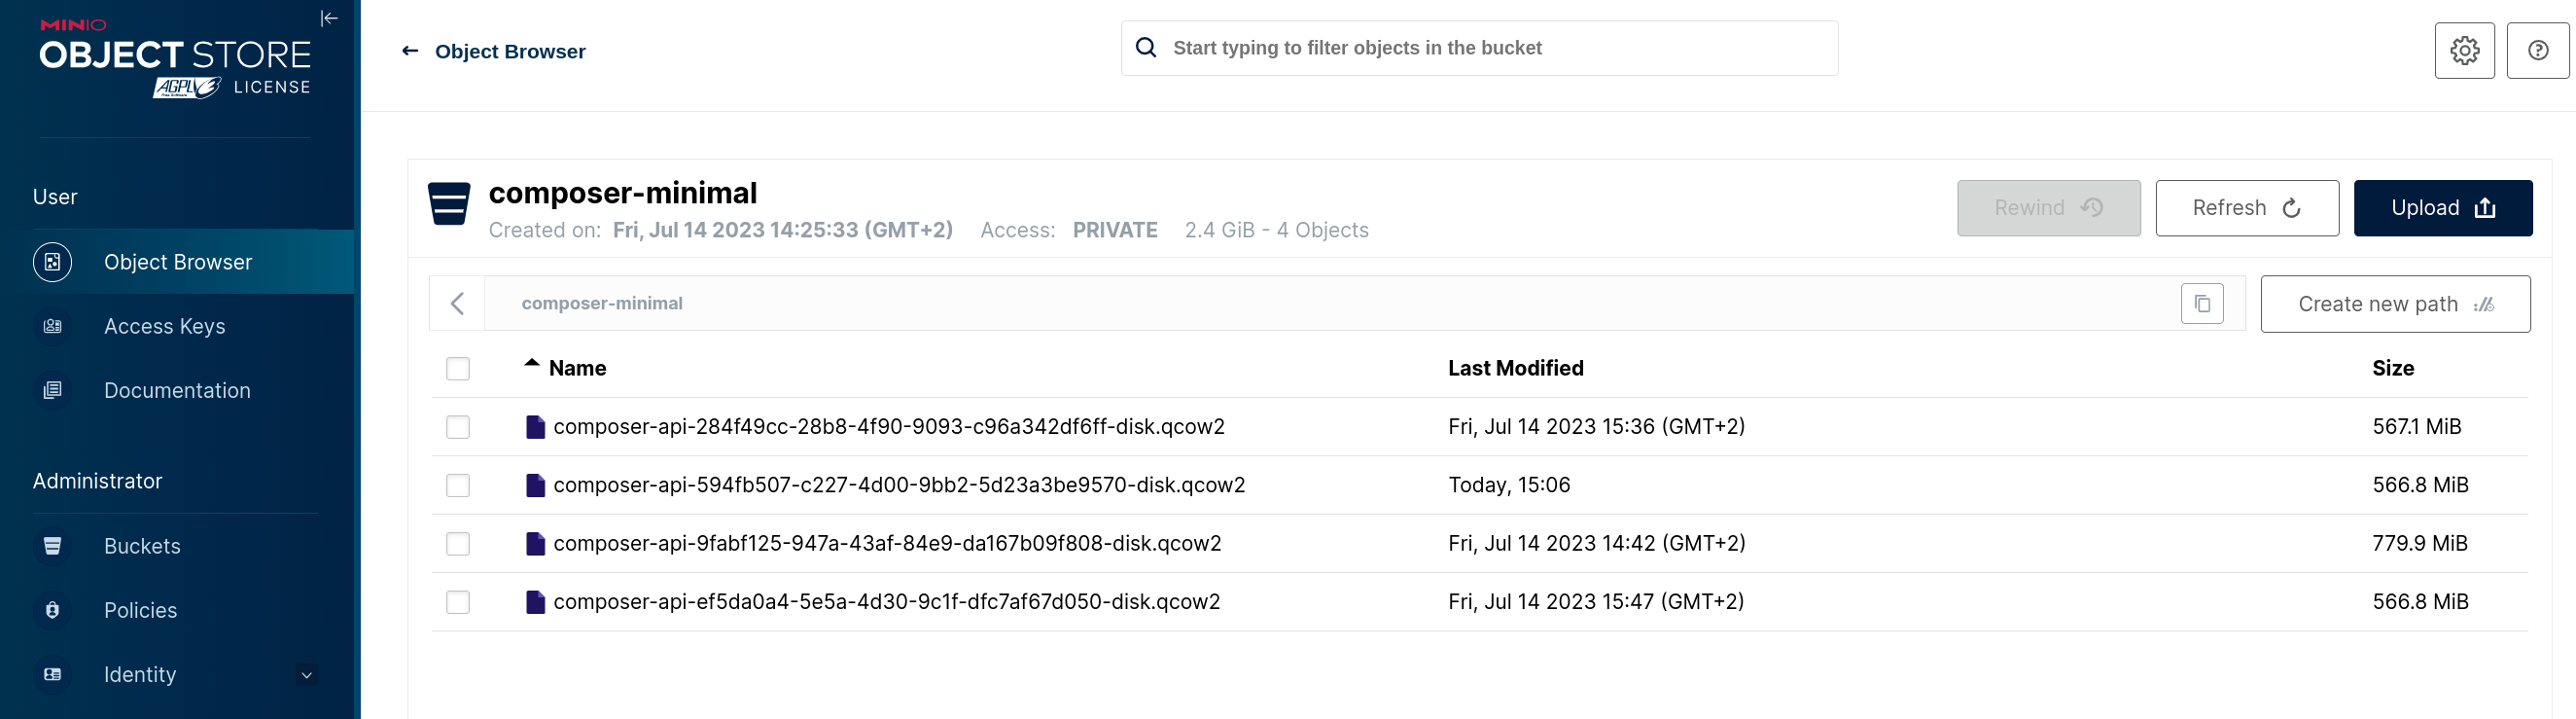 MINIO
OBJECT STORE
AGPLv3 LICENSE
Object Browser
Start typing to filter objects in the bucket
User
Object Browser
Access Keys
Documentation
Administrator
Buckets
Policies
Identity
composer-minimal
Created on: Fri, Jul 14 2023 14:25:33 (GMT+2) Access: PRIVATE 2.4 GiB - 4 Objects
Rewind Refresh Upload
composer-minimal
Create new path
Name Last Modified Size
composer-api-284f49cc-28b8-4f90-9093-c96a342df6ff-disk.qcow2 Fri, Jul 14 2023 15:36 (GMT+2) 567.1 MiB
composer-api-594fb507-c227-4d00-9bb2-5d23a3be9570-disk.qcow2 Today, 15:06 566.8 MiB
composer-api-9fabf125-947a-43af-84e9-da167b09f808-disk.qcow2 Fri, Jul 14 2023 14:42 (GMT+2) 779.9 MiB
composer-api-ef5da0a4-5e5a-4d30-9c1f-dfc7af67d050-disk.qcow2 Fri, Jul 14 2023 15:47 (GMT+2) 566.8 MiB